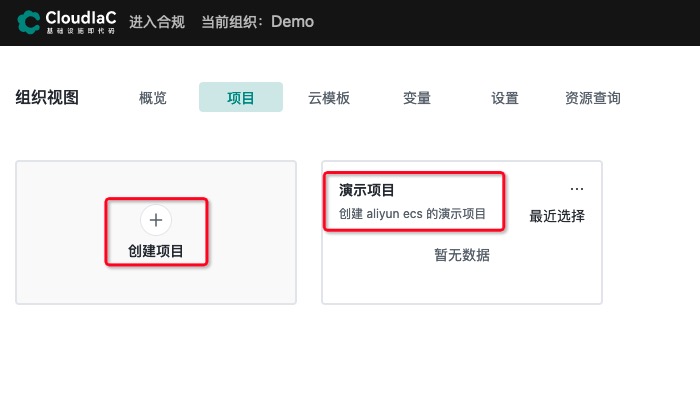 CloudIaC
基础设施即代码
进入合规 当前组织：Demo
组织视图 概览 项目 云模板 变量 设置 资源查询
创建项目
演示项目 ...
创建 aliyun ecs 的演示项目
最近选择
暂无数据